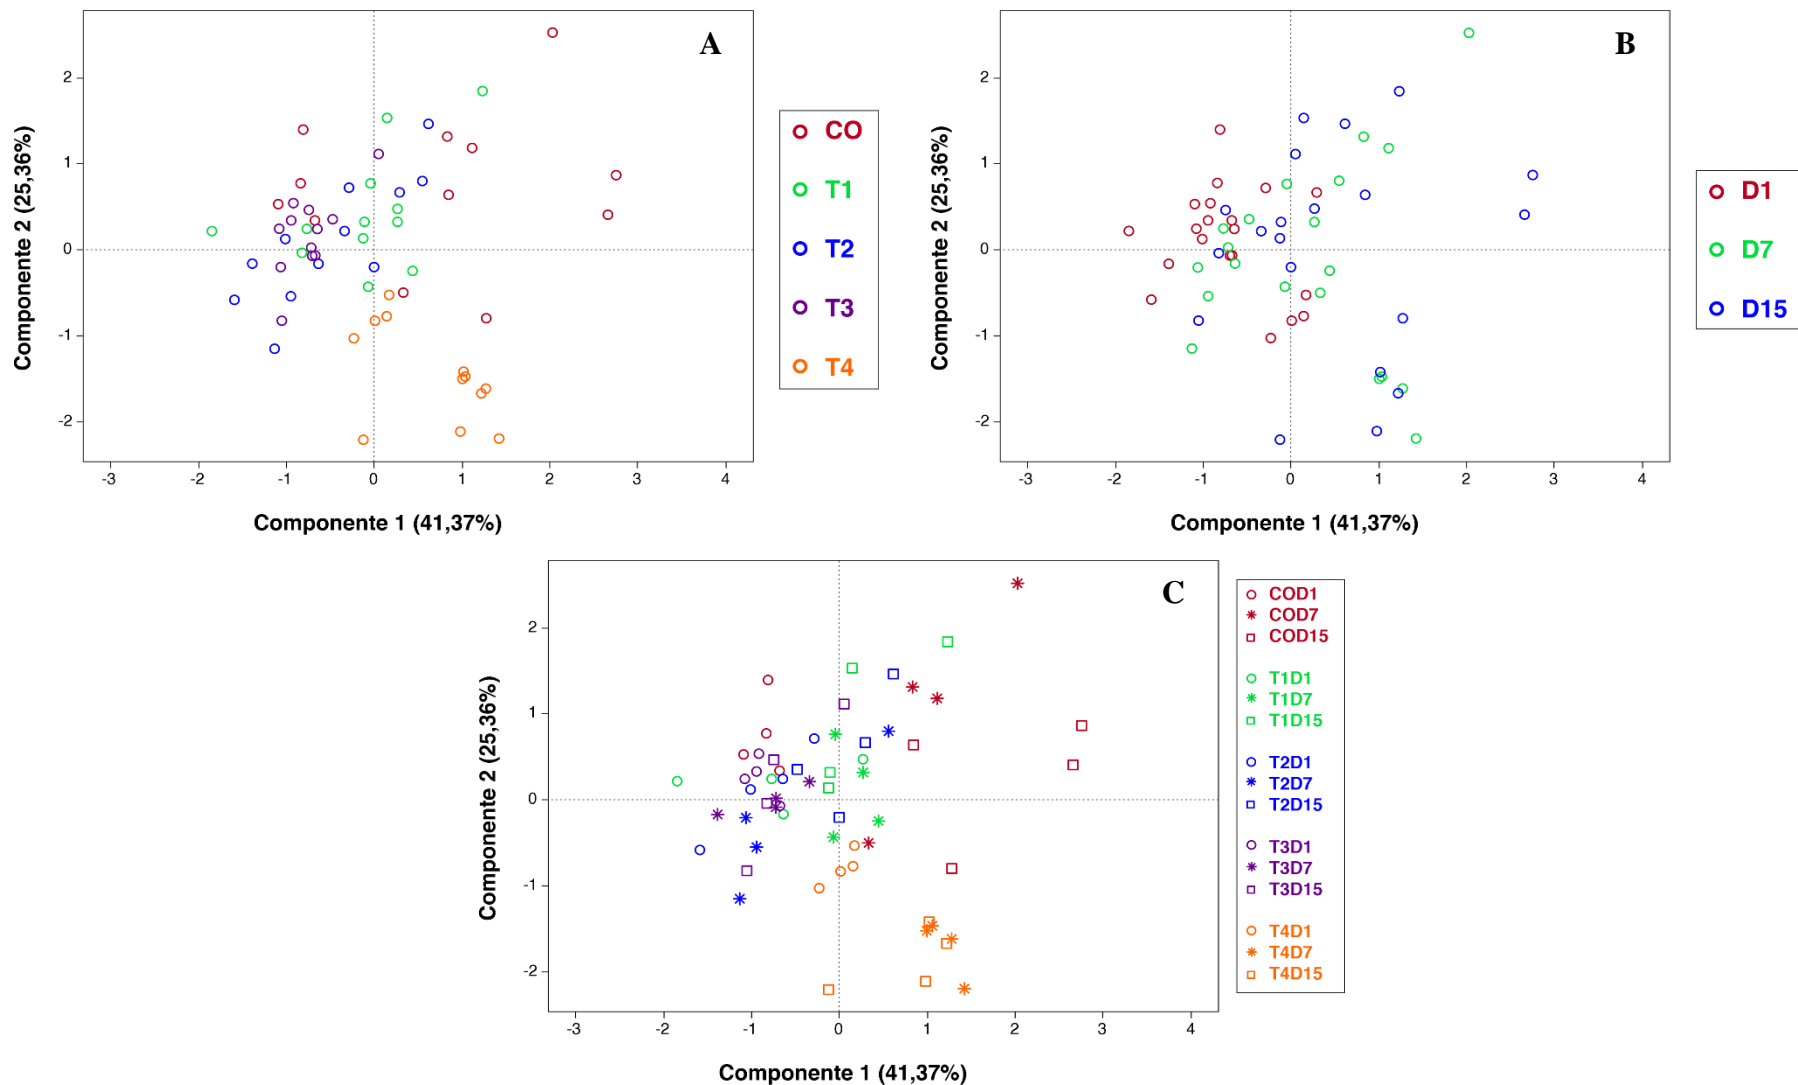 A
Componente 2 (25,36%)
2
1
0
-1
-2
-3 -2 -1 0 1 2 3 4
Componente 1 (41,37%)
CO
T1
T2
T3
T4
B
Componente 2 (25,36%)
2
1
0
-1
-2
-3 -2 -1 0 1 2 3 4
Componente 1 (41,37%)
D1
D7
D15
C
Componente 2 (25,36%)
2
1
0
-1
-2
-3 -2 -1 0 1 2 3 4
Componente 1 (41,37%)
COD1
COD7
COD15
T1D1
T1D7
T1D15
T2D1
T2D7
T2D15
T3D1
T3D7
T3D15
T4D1
T4D7
T4D15